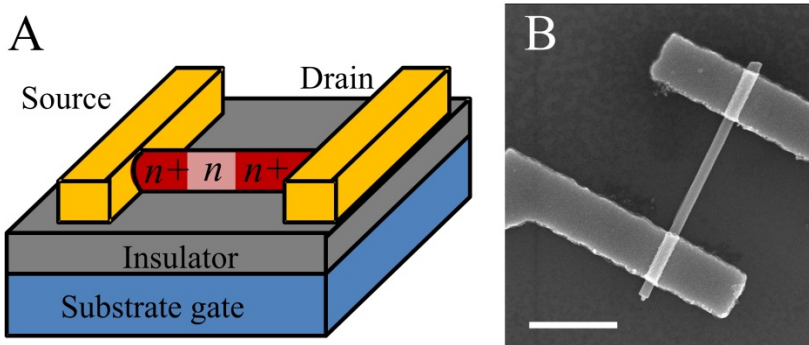 A
Source
Drain
n+ n n+
Insulator
Substrate gate
B